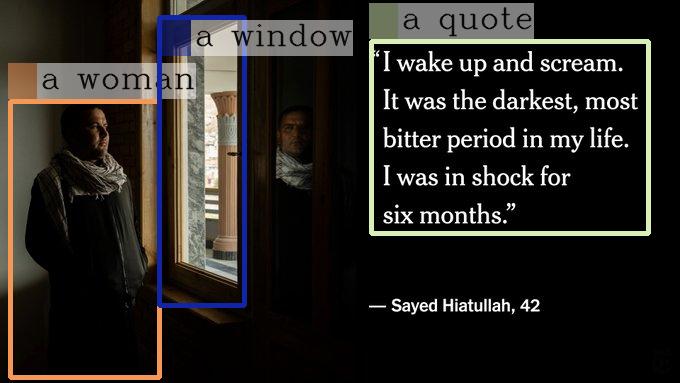 a quote
a window
a woman
“I wake up and scream.
It was the darkest, most
bitter period in my life.
I was in shock for
six months.”
— Sayed Hiatullah, 42